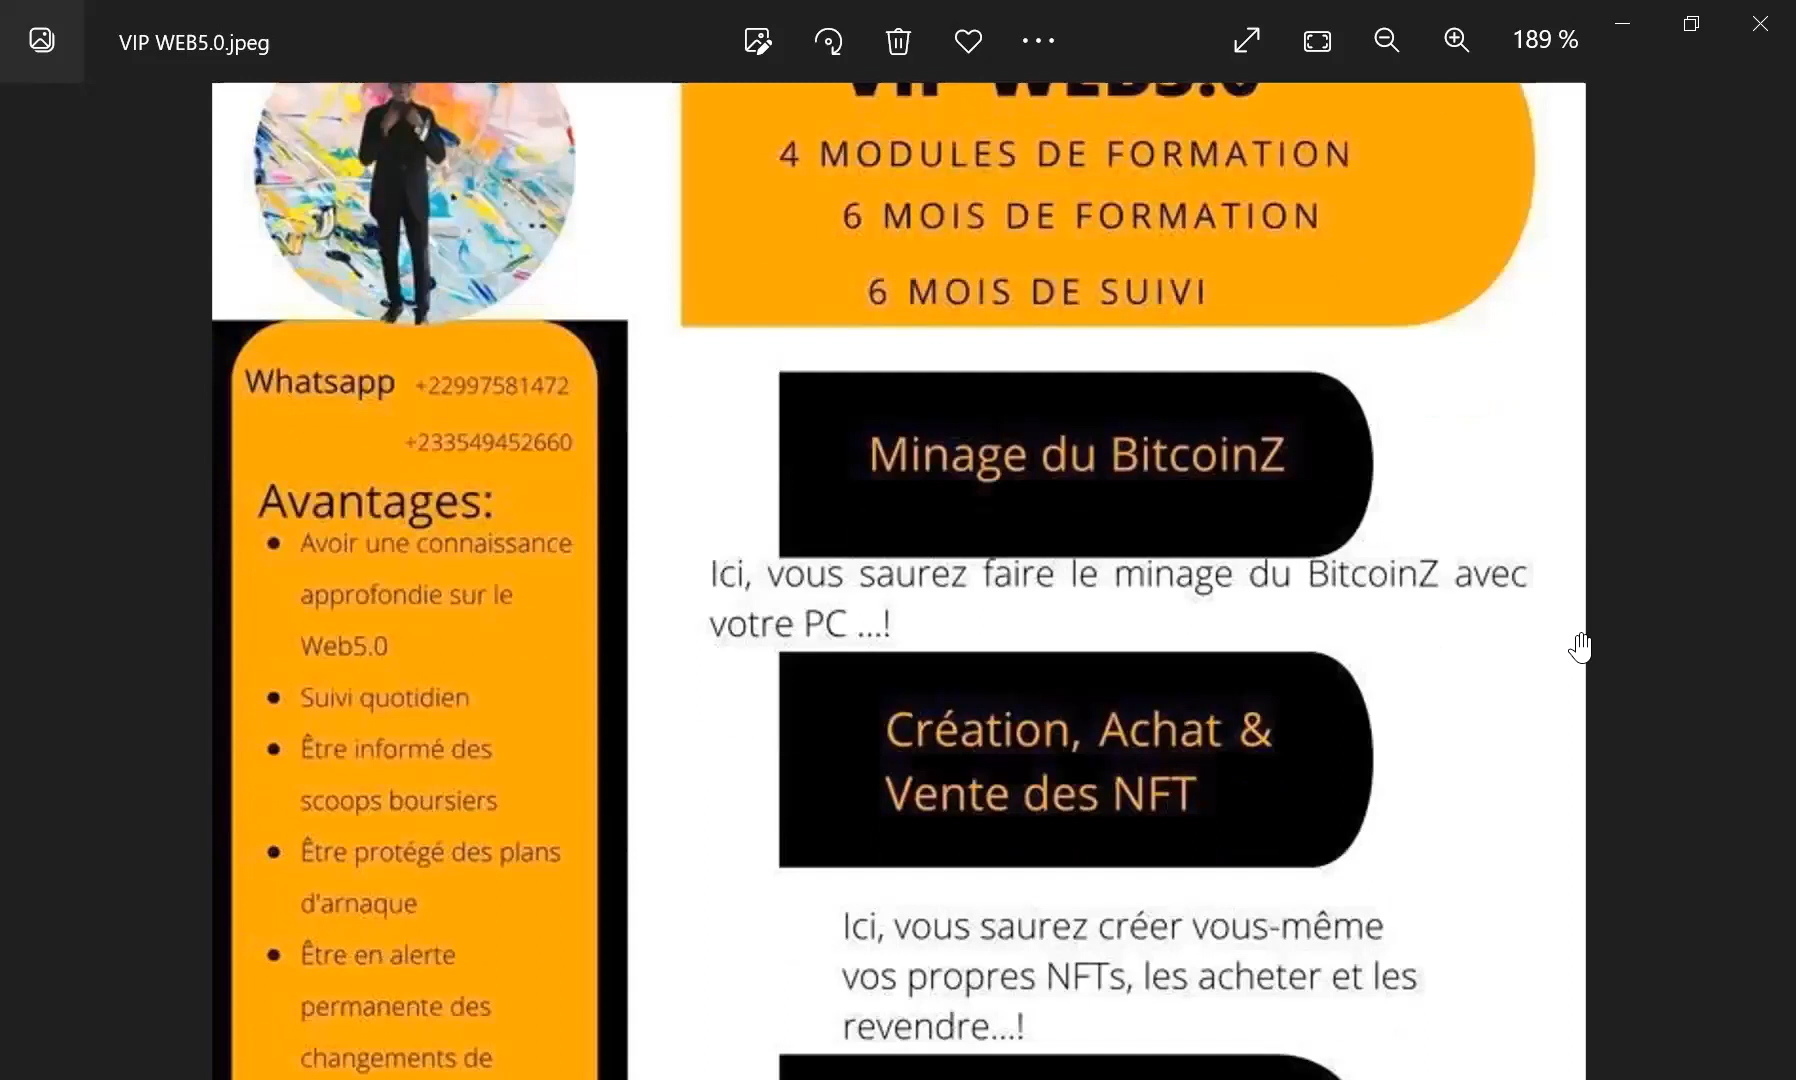 VIP WEB5.0.jpeg
189 %
VIP WEB5.0
4 MODULES DE FORMATION
6 MOIS DE FORMATION
6 MOIS DE SUIVI
Whatsapp +22997581472
+233549452660
Avantages:
Avoir une connaissance
approfondie sur le
Web5.0
Suivi quotidien
Être informé des
scoops boursiers
Être protégé des plans
d'arnaque
Être en alerte
permanente des
changements de
Minage du BitcoinZ
Ici, vous saurez faire le minage du BitcoinZ avec
votre PC ...!
Création, Achat &
Vente des NFT
Ici, vous saurez créer vous-même
vos propres NFTs, les acheter et les
revendre...!